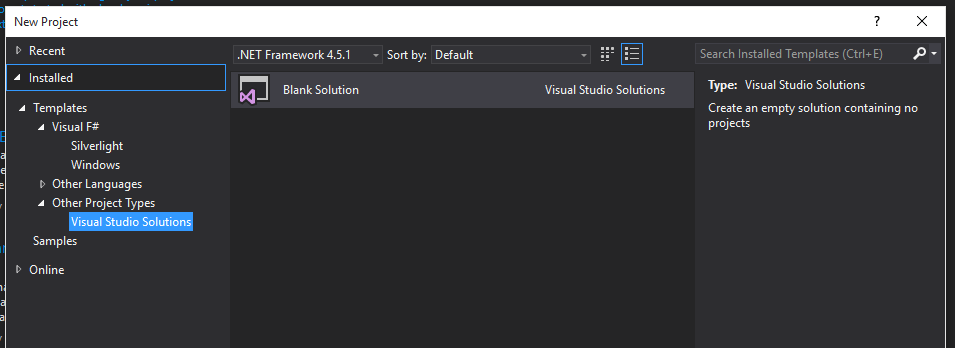 New Project
?
Recent
Installed
Templates
Visual F#
Silverlight
Windows
Other Languages
Other Project Types
Visual Studio Solutions
Samples
Online
.NET Framework 4.5.1 Sort by: Default
Blank Solution Visual Studio Solutions
Search Installed Templates (Ctrl+E)
Type: Visual Studio Solutions
Create an empty solution containing no
projects